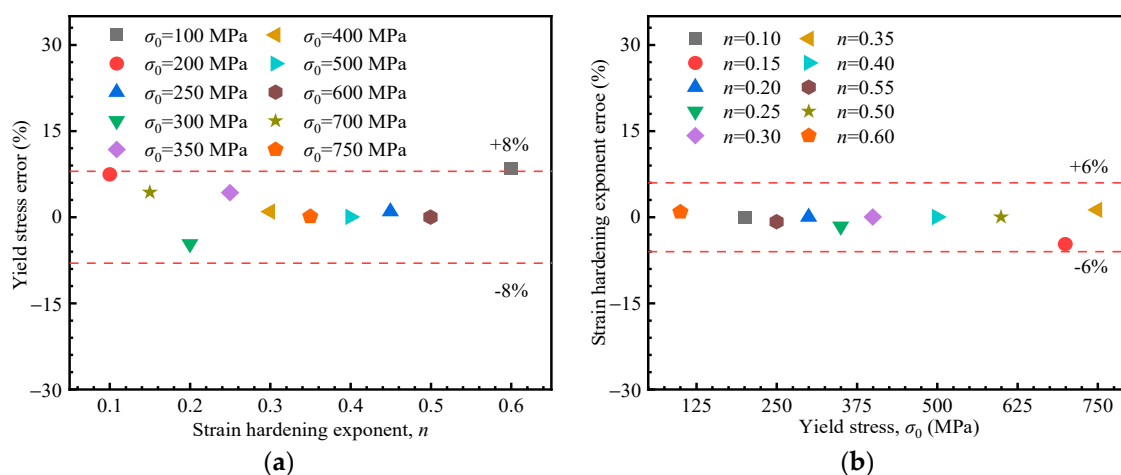 33
15
0
−15
−30
Yield stress error (%)
σ0=100 MPa
σ0=200 MPa
σ0=250 MPa
σ0=300 MPa
σ0=350 MPa
σ0=400 MPa
σ0=500 MPa
σ0=600 MPa
σ0=700 MPa
σ0=750 MPa
+8%
-8%
0.1 0.2 0.3 0.4 0.5 0.6
Strain hardening exponent, n
(a)
30
15
0
−15
−30
Strain hardening exponent erroe (%)
n=0.10
n=0.15
n=0.20
n=0.25
n=0.30
n=0.35
n=0.40
n=0.55
n=0.50
n=0.60
+6%
-6%
125 250 375 500 625 750
Yield stress, σ0 (MPa)
(b)